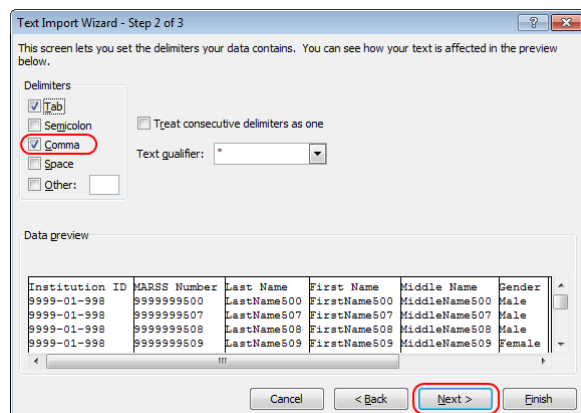 Text Import Wizard - Step 2 of 3
This screen lets you set the delimiters your data contains. You can see how your text is affected in the preview
below.
Delimiters
Tab
Semicolon
Comma
Space
Other:
Treat consecutive delimiters as one
Text qualifier: "
Data preview
Institution ID MARSS Number Last Name First Name Middle Name Gender
9999-01-998 9999999500 LastName500 FirstName500 MiddleName500 Male
9999-01-998 9999999507 LastName507 FirstName507 MiddleName507 Male
9999-01-998 9999999508 LastName508 FirstName508 MiddleName508 Male
9999-01-998 9999999509 LastName509 FirstName509 MiddleName509 Female
Cancel < Back Next > Finish